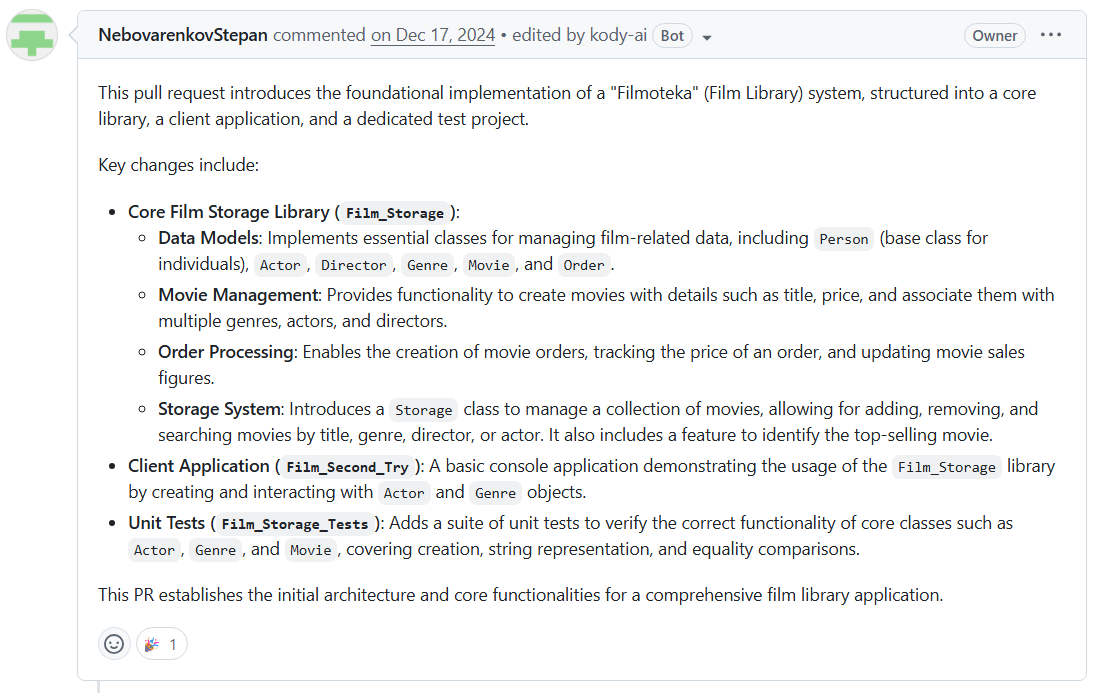 NebovarenkovStepan commented on Dec 17, 2024 • edited by kody-ai Bot Owner
This pull request introduces the foundational implementation of a "Filmoteka" (Film Library) system, structured into a core
library, a client application, and a dedicated test project.
Key changes include:
• Core Film Storage Library ( Film_Storage ):
◦ Data Models: Implements essential classes for managing film-related data, including Person (base class for
individuals), Actor , Director , Genre , Movie , and Order .
◦ Movie Management: Provides functionality to create movies with details such as title, price, and associate them with
multiple genres, actors, and directors.
◦ Order Processing: Enables the creation of movie orders, tracking the price of an order, and updating movie sales
figures.
◦ Storage System: Introduces a Storage class to manage a collection of movies, allowing for adding, removing, and
searching movies by title, genre, director, or actor. It also includes a feature to identify the top-selling movie.
• Client Application ( Film_Second_Try ): A basic console application demonstrating the usage of the Film_Storage library
by creating and interacting with Actor and Genre objects.
• Unit Tests ( Film_Storage_Tests ): Adds a suite of unit tests to verify the correct functionality of core classes such as
Actor , Genre , and Movie , covering creation, string representation, and equality comparisons.
This PR establishes the initial architecture and core functionalities for a comprehensive film library application.
🎉 1